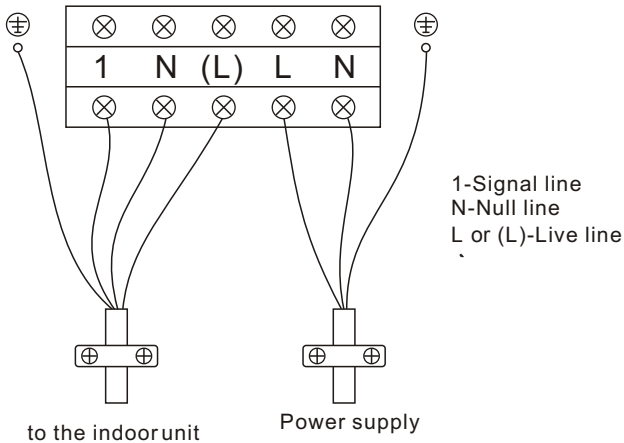 1 N (L) L N
1-Signal line
N-Null line
L or (L)-Live line
to the indoor unit
Power supply